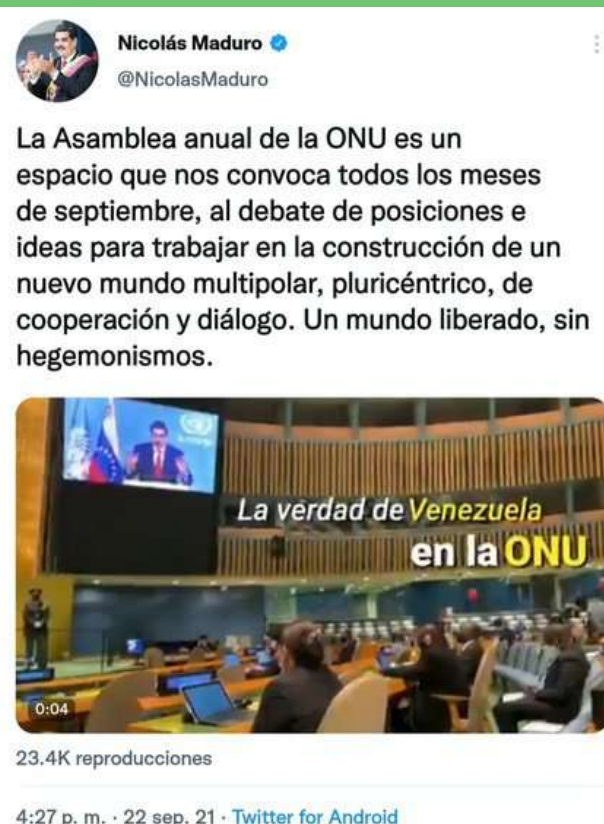 Nicolás Maduro
@NicolasMaduro
La Asamblea anual de la ONU es un
espacio que nos convoca todos los meses
de septiembre, al debate de posiciones e
ideas para trabajar en la construcción de un
nuevo mundo multipolar, pluricéntrico, de
cooperación y diálogo. Un mundo liberado, sin
hegemonismos.
La verdad de Venezuela
en la ONU
0:04
23.4K reproducciones
4:27 p. m. · 22 sep. 21 · Twitter for Android